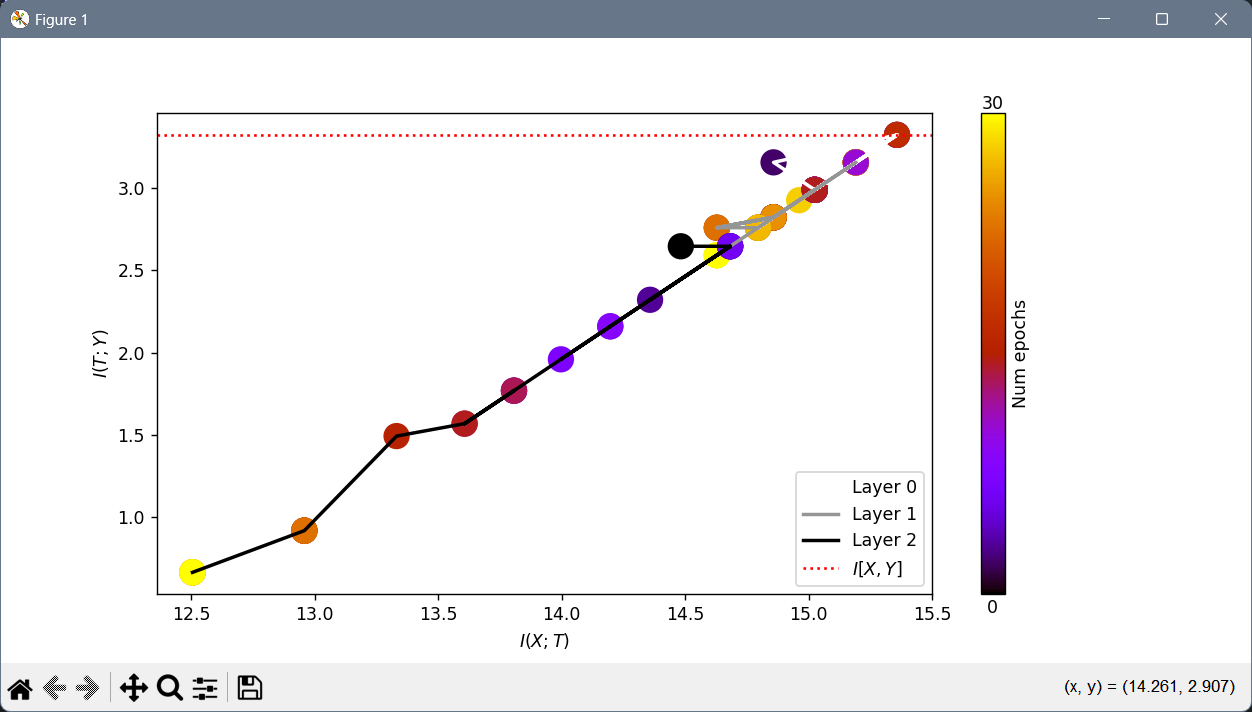 Figure 1
30
3.0
2.5
2.0
1.5
1.0
I(T; Y)
12.5 13.0 13.5 14.0 14.5 15.0 15.5
I(X; T)
Layer 0
Layer 1
Layer 2
I[X, Y]
Num epochs
0
(x, y) = (14.261, 2.907)